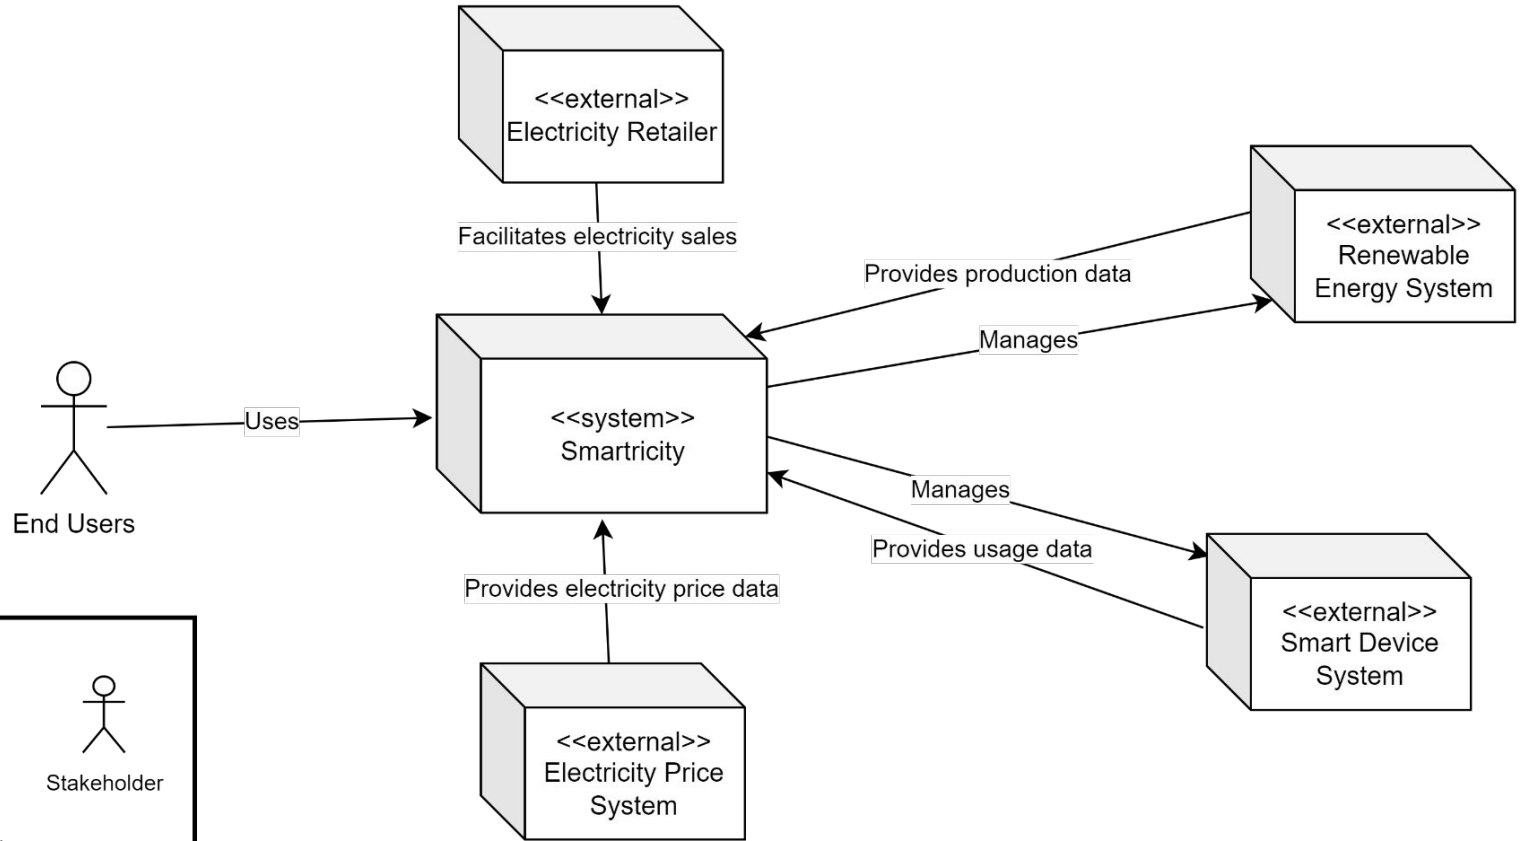 <<external>>
Electricity Retailer
Facilitates electricity sales
<<external>>
Renewable
Energy System
Provides production data
Manages
<<system>>
Smartricity
Uses
End Users
Manages
Provides usage data
Provides electricity price data
<<external>>
Smart Device
System
<<external>>
Electricity Price
System
Stakeholder